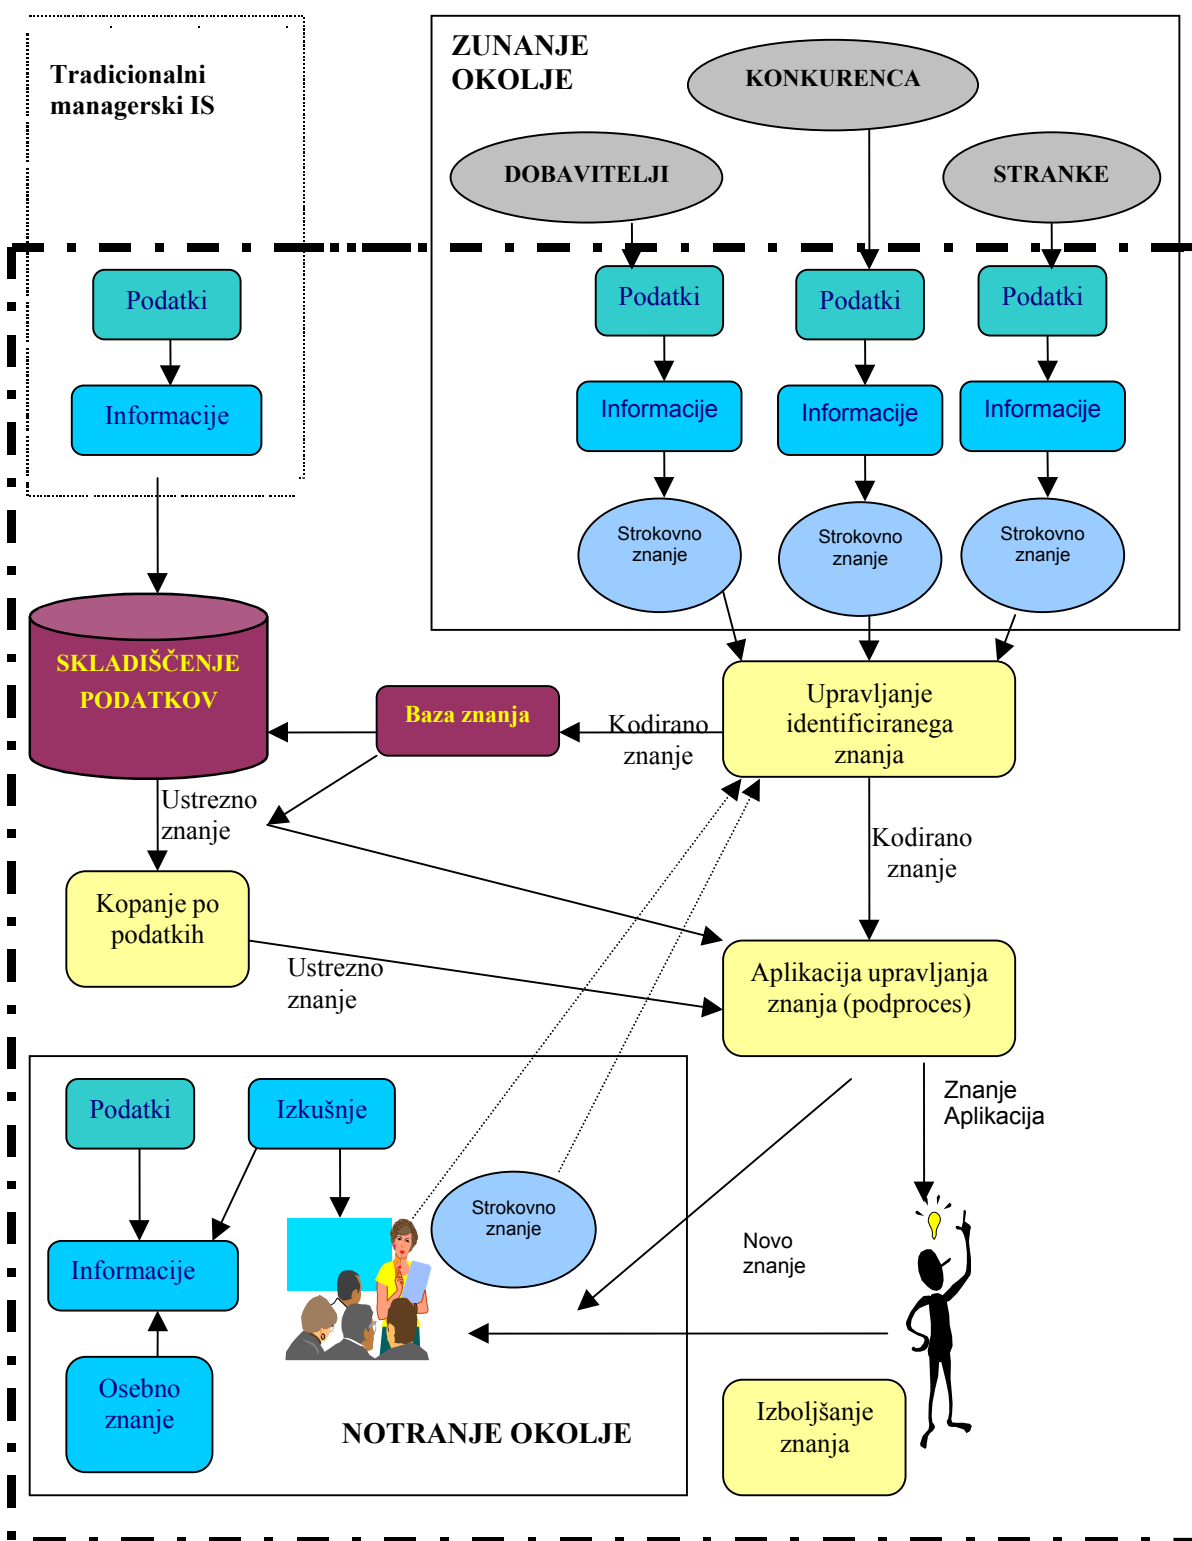 Tradicionalni
managerski IS
ZUNANJE
OKOLJE
KONKURENCA
DOBAVITELJI
STRANKE
Podatki
Podatki
Podatki
Podatki
Informacije
Informacije
Informacije
Informacije
Strokovno
znanje
Strokovno
znanje
Strokovno
znanje
SKLADIŠČENJE
PODATKOV
Baza znanja
Kodirano
znanje
Upravljanje
identificiranega
znanja
Ustrezno
znanje
Kodirano
znanje
Kopanje po
podatkih
Ustrezno
znanje
Aplikacija upravljanja
znanja (podproces)
Podatki
Izkušnje
Znanje
Aplikacija
Strokovno
znanje
Informacije
Novo
znanje
Osebno
znanje
NOTRANJE OKOLJE
Izboljšanje
znanja